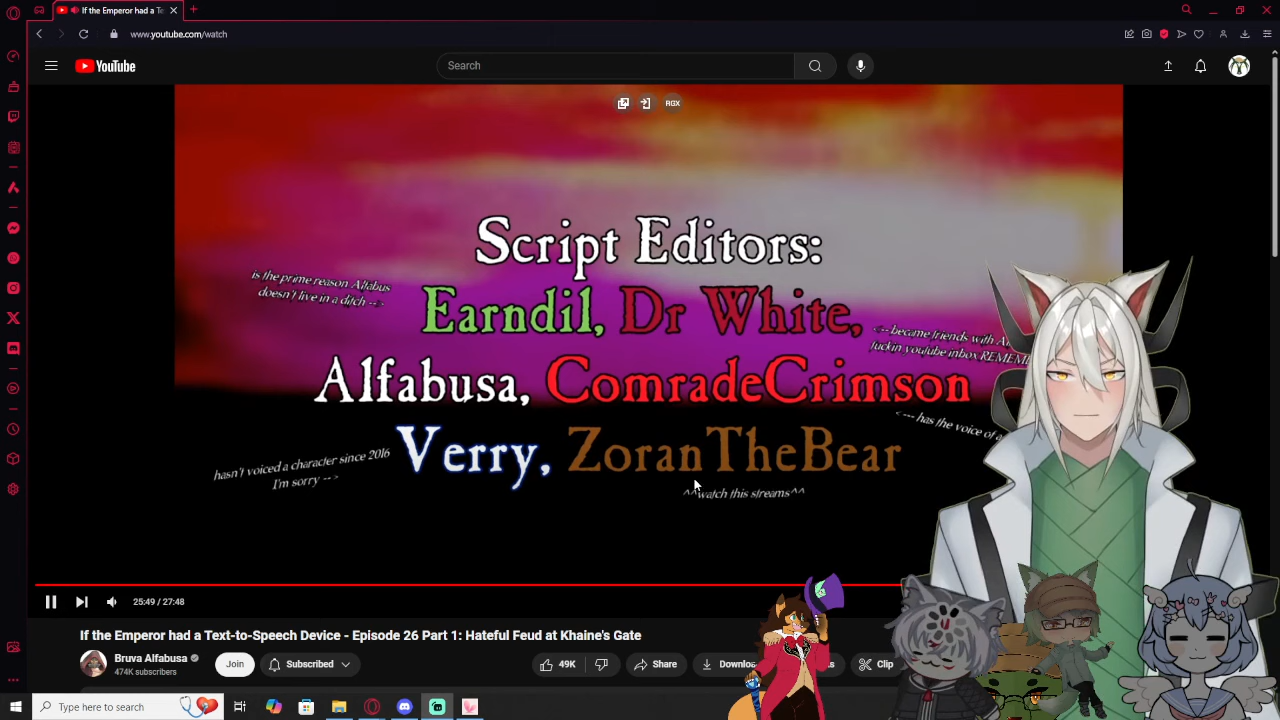 If the Emperor had a Te
www.youtube.com/watch
YouTube
Search
RGX
Script Editors:
is the prime reason Alfabus
doesn't live in a ditch -->
Earndil, Dr White,
<-- became friends with
fuckin youtube inbox
Alfabusa, ComradeCrimson
<--- has the voice of a
Verry, ZoranTheBear
hasn't voiced a character since 2016
I'm sorry -->
^^watch this streams^^
25:49 / 27:48
If the Emperor had a Text-to-Speech Device - Episode 26 Part 1: Hateful Feud at Khaine's Gate
Bruva Alfabusa
474K subscribers
Join
Subscribed
49K
Share
Clip
Type here to search